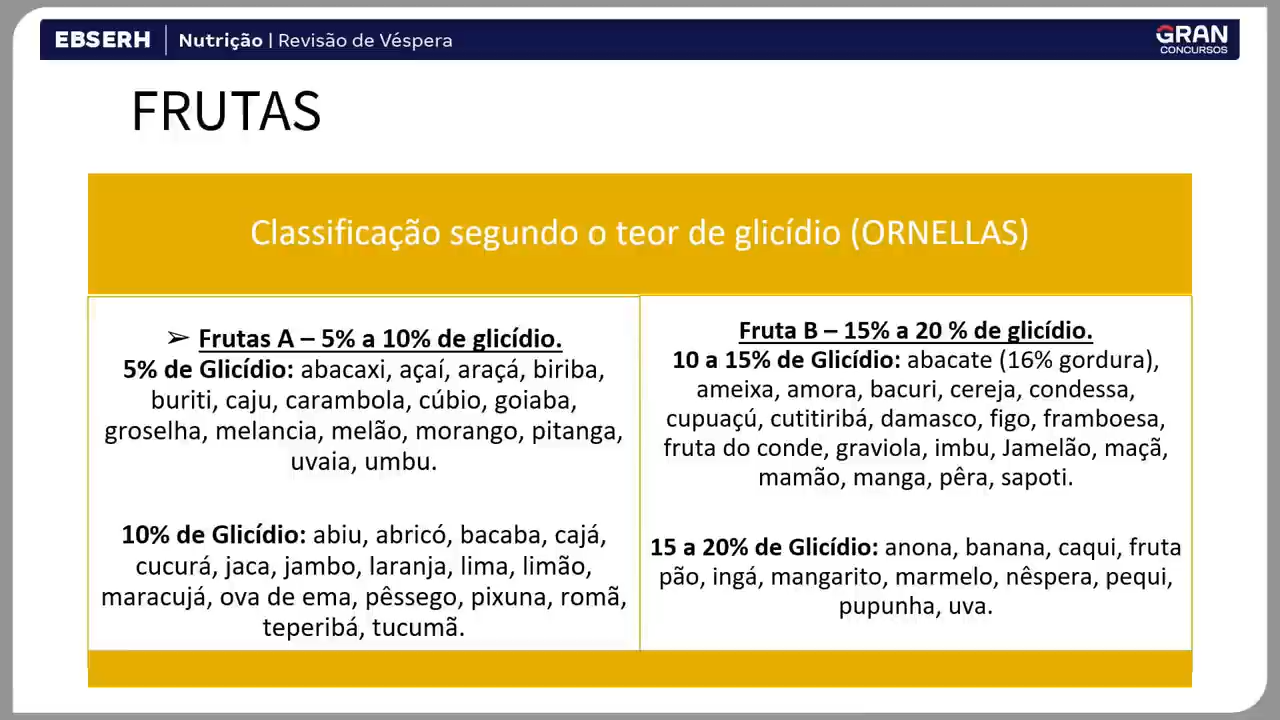 EBSERH | Nutrição | Revisão de Véspera
GRAN
CONCURSOS
FRUTAS
Classificação segundo o teor de glicídio (ORNELLAS)
➢ Frutas A – 5% a 10% de glicídio.
5% de Glicídio: abacaxi, açaí, araçá, biriba,
buriti, caju, carambola, cúbio, goiaba,
groselha, melancia, melão, morango, pitanga,
uvaia, umbu.
10% de Glicídio: abiu, abricó, bacaba, cajá,
cucurá, jaca, jambo, laranja, lima, limão,
maracujá, ova de ema, pêssego, pixuna, romã,
teperibá, tucumã.
Fruta B – 15% a 20 % de glicídio.
10 a 15% de Glicídio: abacate (16% gordura),
ameixa, amora, bacuri, cereja, condessa,
cupuaçú, cutitiribá, damasco, figo, framboesa,
fruta do conde, graviola, imbu, Jamelão, maçã,
mamão, manga, pêra, sapoti.
15 a 20% de Glicídio: anona, banana, caqui, fruta
pão, ingá, mangarito, marmelo, nêspera, pequi,
pupunha, uva.